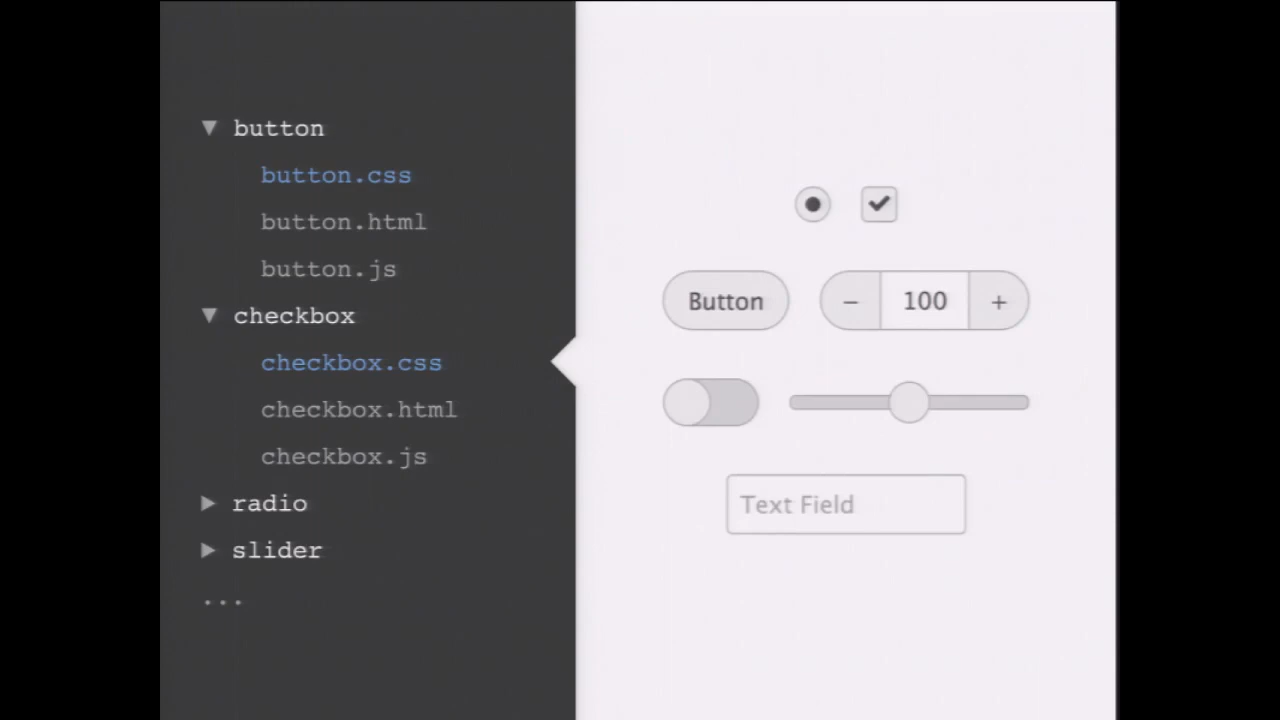 button
button.css
button.html
button.js
checkbox
checkbox.css
checkbox.html
checkbox.js
radio
slider
...
Button
− 100 +
Text Field